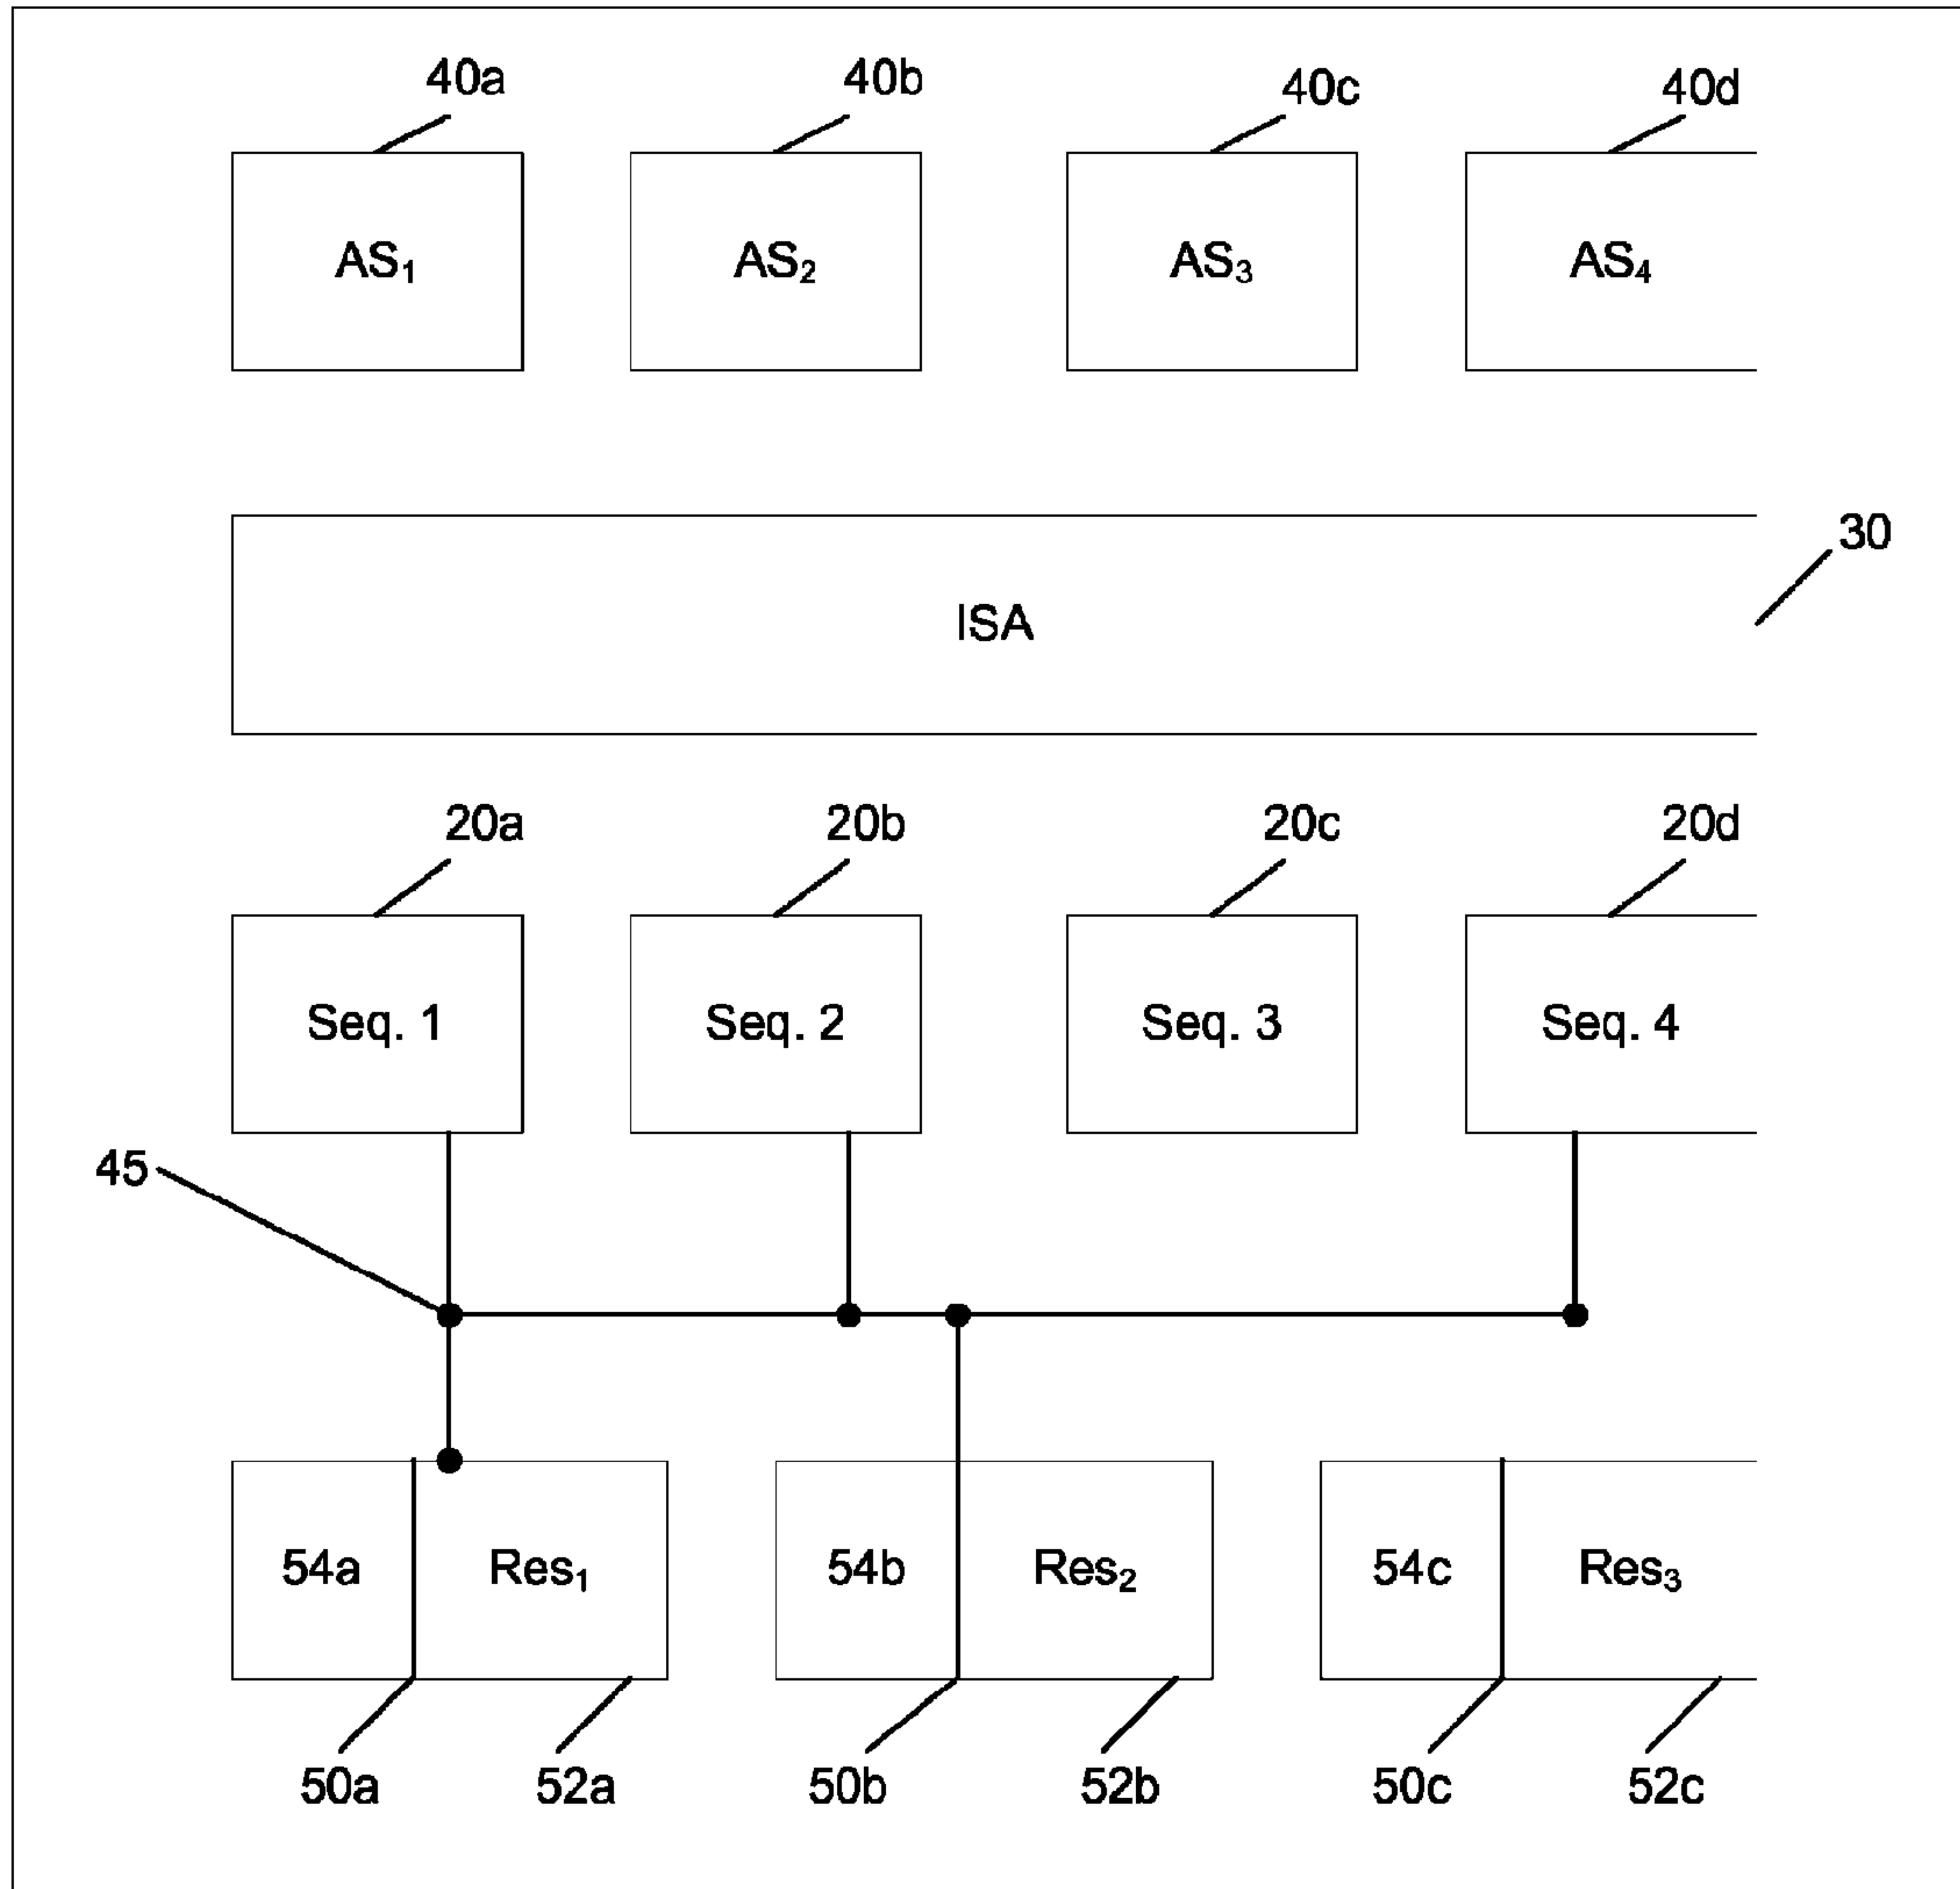 40a 40b 40c 40d
AS₁ AS₂ AS₃ AS₄
30
ISA
20a 20b 20c 20d
Seq. 1 Seq. 2 Seq. 3 Seq. 4
45
54a Res₁ 54b Res₂ 54c Res₃
50a 52a 50b 52b 50c 52c